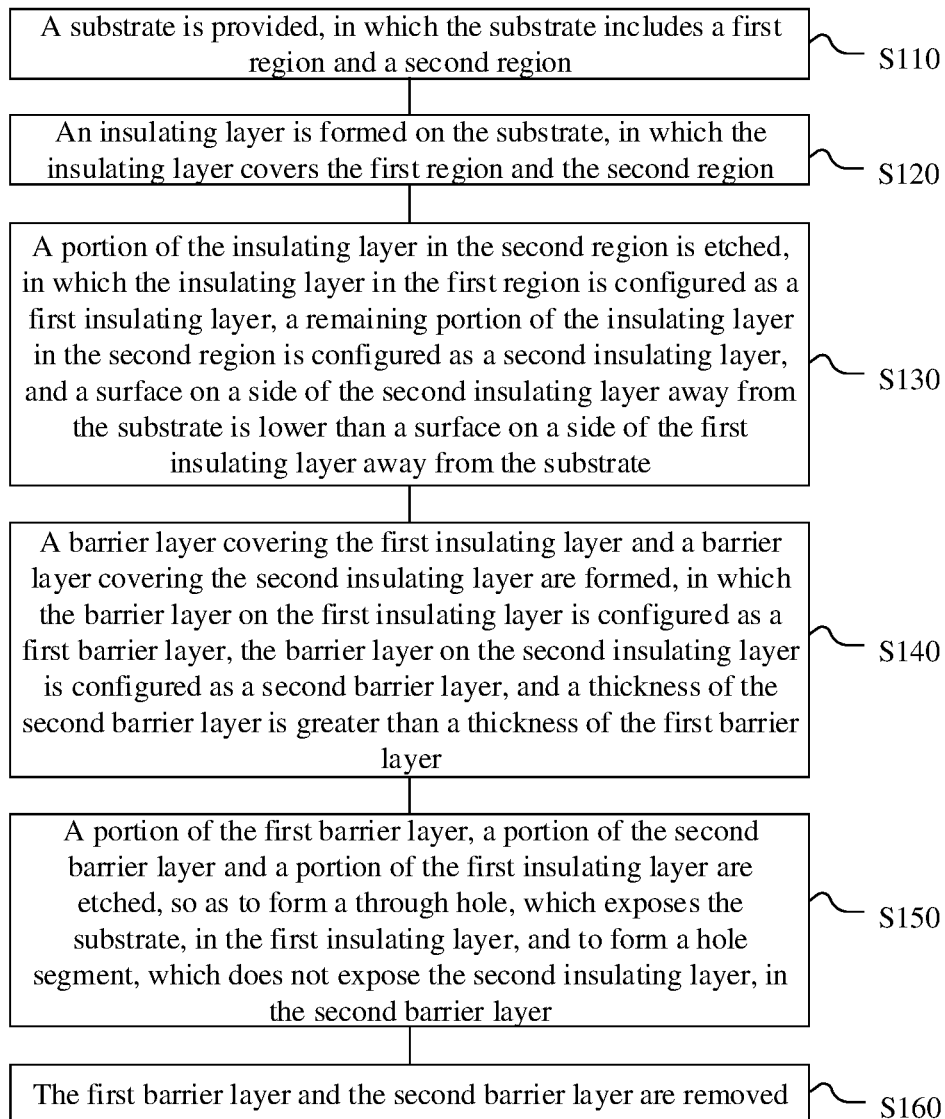 A substrate is provided, in which the substrate includes a first
region and a second region
S110
An insulating layer is formed on the substrate, in which the
insulating layer covers the first region and the second region
S120
A portion of the insulating layer in the second region is etched,
in which the insulating layer in the first region is configured as a
first insulating layer, a remaining portion of the insulating layer
in the second region is configured as a second insulating layer,
and a surface on a side of the second insulating layer away from
the substrate is lower than a surface on a side of the first
insulating layer away from the substrate
S130
A barrier layer covering the first insulating layer and a barrier
layer covering the second insulating layer are formed, in which
the barrier layer on the first insulating layer is configured as a
first barrier layer, the barrier layer on the second insulating layer
is configured as a second barrier layer, and a thickness of the
second barrier layer is greater than a thickness of the first barrier
layer
S140
A portion of the first barrier layer, a portion of the second
barrier layer and a portion of the first insulating layer are
etched, so as to form a through hole, which exposes the
substrate, in the first insulating layer, and to form a hole
segment, which does not expose the second insulating layer, in
the second barrier layer
S150
The first barrier layer and the second barrier layer are removed
S160